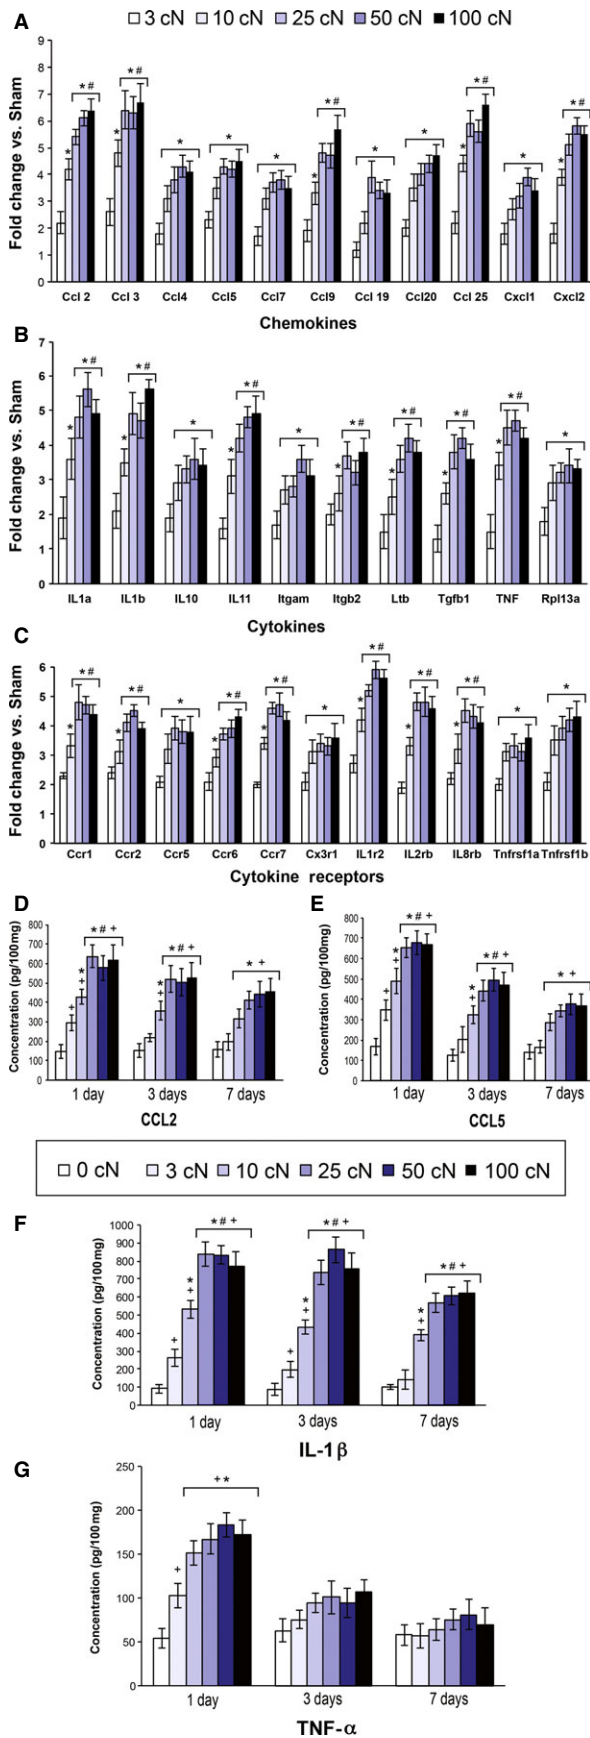 A
3 cN 10 cN 25 cN 50 cN 100 cN
Fold change vs. Sham
9
8
7
6
5
4
3
2
1
0
* * #
* * #
*
*
*
* * #
*
*
* * #
*
* * #
Ccl 2 Ccl 3 Ccl4 Ccl5 Ccl7 Ccl9 Ccl 19 Ccl20 Ccl 25 Cxcl1 Cxcl2
Chemokines
B
Fold change vs. Sham
7
6
5
4
3
2
1
0
* * #
* * #
*
* * #
*
* * #
* * #
* * #
* * #
*
IL1a IL1b IL10 IL11 Itgam Itgb2 Ltb Tgfb1 TNF Rpl13a
Cytokines
C
Fold change vs. Sham
6
5
4
3
2
1
0
* * #
* * #
*
* * #
* * #
*
* * #
* * #
* * #
*
*
Ccr1 Ccr2 Ccr5 Ccr6 Ccr7 Cx3r1 IL1r2 IL2rb IL8rb Tnfrsf1a Tnfrsf1b
Cytokine receptors
D
Concentration (pg/100mg)
800
700
600
500
400
300
200
100
0
+
*
+
* # +
*
+
* # +
* +
1 day 3 days 7 days
CCL2
E
Concentration (pg/100mg)
800
700
600
500
400
300
200
100
0
+
*
+
* # +
*
+
* # +
* +
1 day 3 days 7 days
CCL5
0 cN 3 cN 10 cN 25 cN 50 cN 100 cN
F
Concentration (pg/100mg)
1000
900
800
700
600
500
400
300
200
100
0
+
*
+
* # +
+
*
+
* # +
*
+
* # +
1 day 3 days 7 days
IL-1β
G
Concentration (pg/100mg)
250
200
150
100
50
0
+
+ *
1 day 3 days 7 days
TNF-α